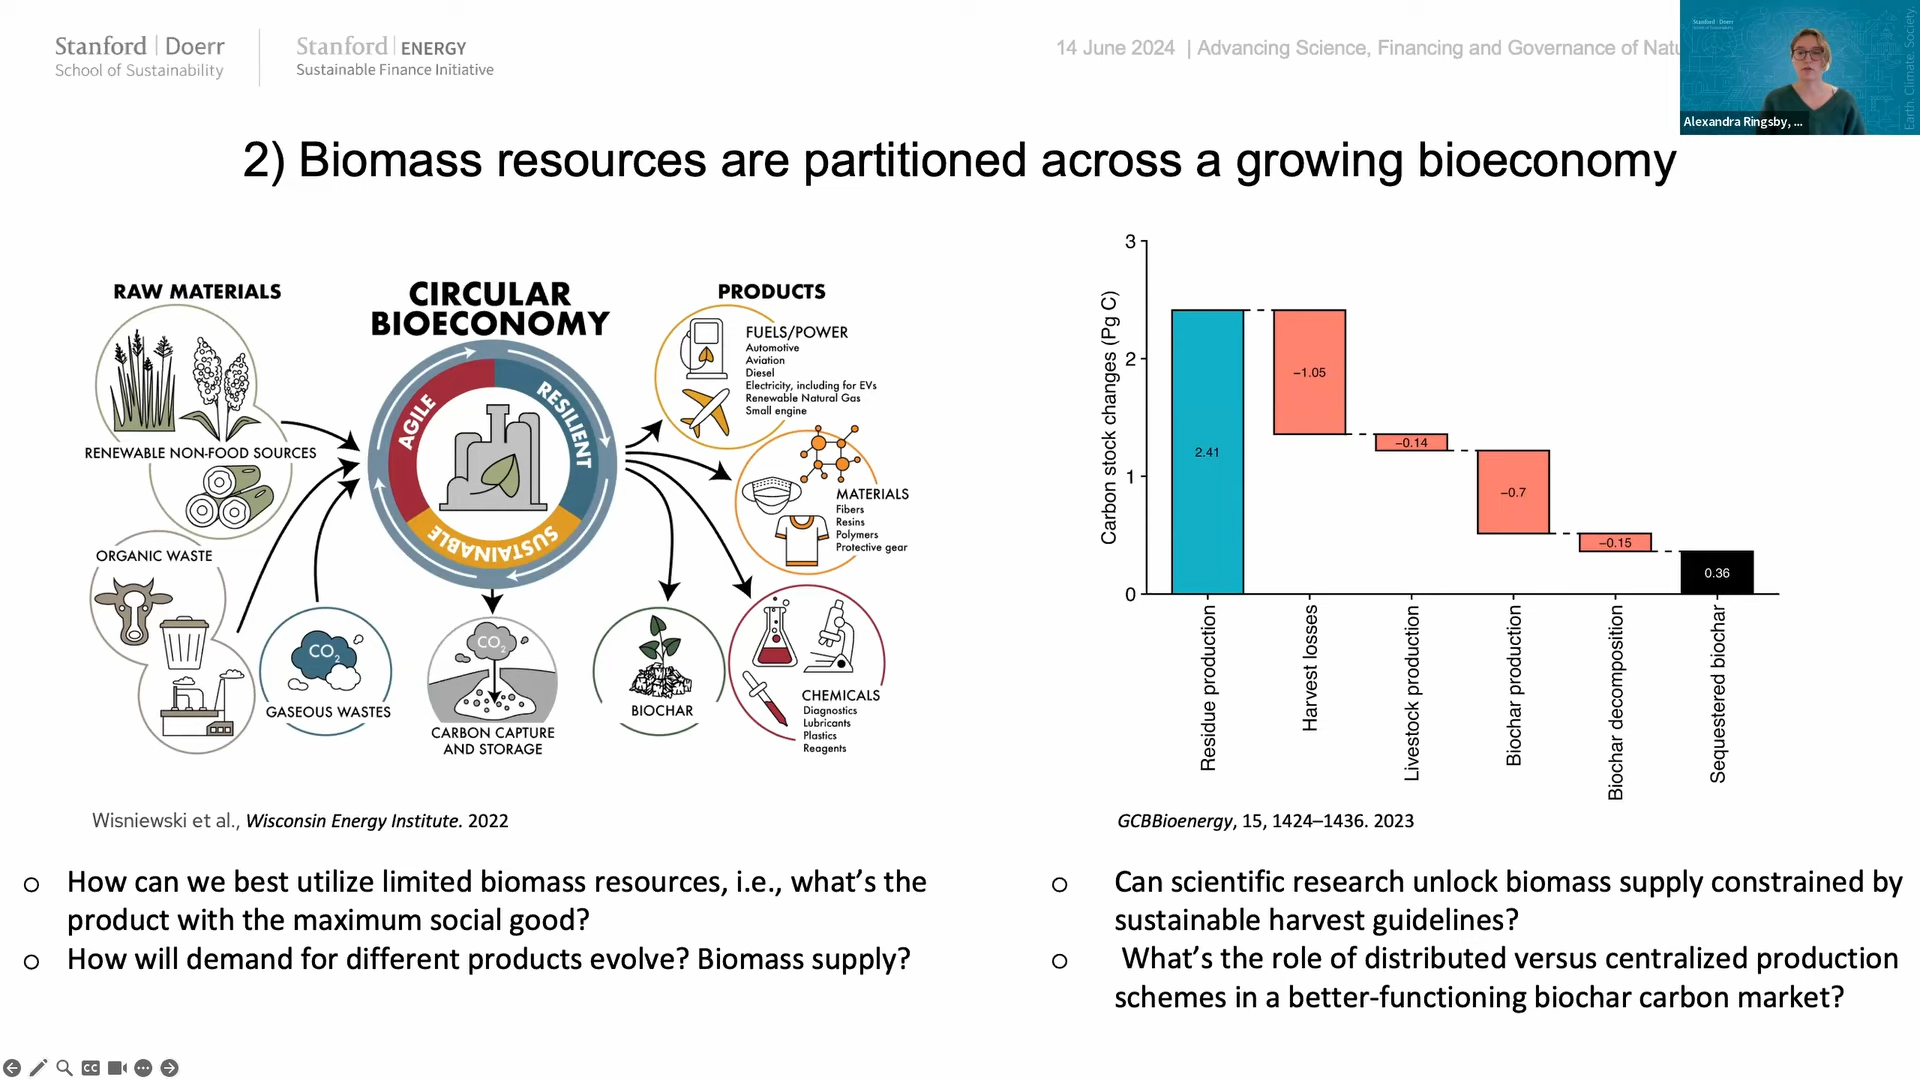 Stanford | Doerr
School of Sustainability
Stanford | ENERGY
Sustainable Finance Initiative
14 June 2024 | Advancing Science, Financing and Governance of
Stanford | Doerr
Earth. Climate. Society.
Alexandra Ringsby, ...
2) Biomass resources are partitioned across a growing bioeconomy
RAW MATERIALS
RENEWABLE NON-FOOD SOURCES
ORGANIC WASTE
CO2
GASEOUS WASTES
CIRCULAR
BIOECONOMY
AGILE
RESILIENT
SUSTAINABLE
CO2
CARBON CAPTURE
AND STORAGE
PRODUCTS
FUELS/POWER
Automotive
Aviation
Diesel
Electricity, including for EVs
Renewable Natural Gas
Small engine
MATERIALS
Fibers
Resins
Polymers
Protective gear
BIOCHAR
CHEMICALS
Diagnostics
Lubricants
Plastics
Reagents
Wisniewski et al., Wisconsin Energy Institute. 2022
Carbon stock changes (Pg C)
3
2
1
0
2.41
−1.05
−0.14
−0.7
−0.15
0.36
Residue production
Harvest losses
Livestock production
Biochar production
Biochar decomposition
Sequestered biochar
GCBBioenergy, 15, 1424–1436. 2023
o How can we best utilize limited biomass resources, i.e., what's the
product with the maximum social good?
o How will demand for different products evolve? Biomass supply?
o Can scientific research unlock biomass supply constrained by
sustainable harvest guidelines?
o What's the role of distributed versus centralized production
schemes in a better-functioning biochar carbon market?
CC